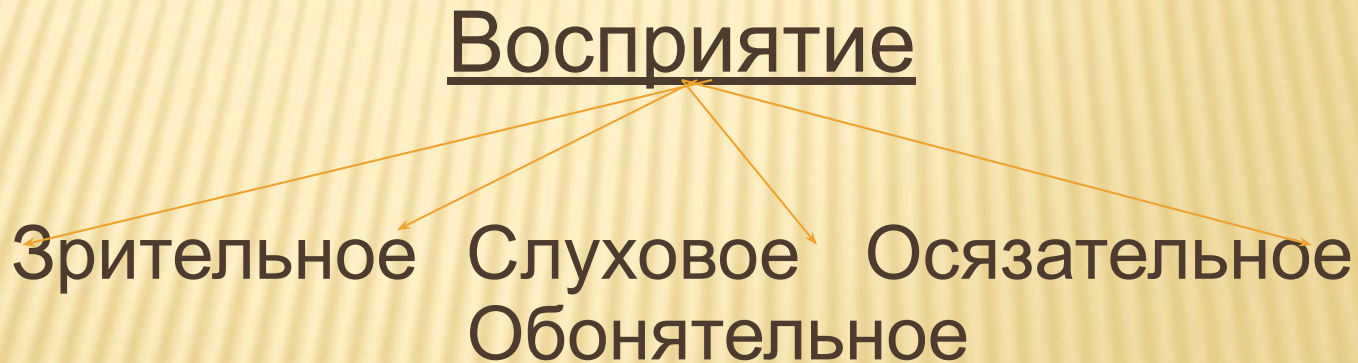 Восприятие
Зрительное Слуховое Осязательное
Обонятельное